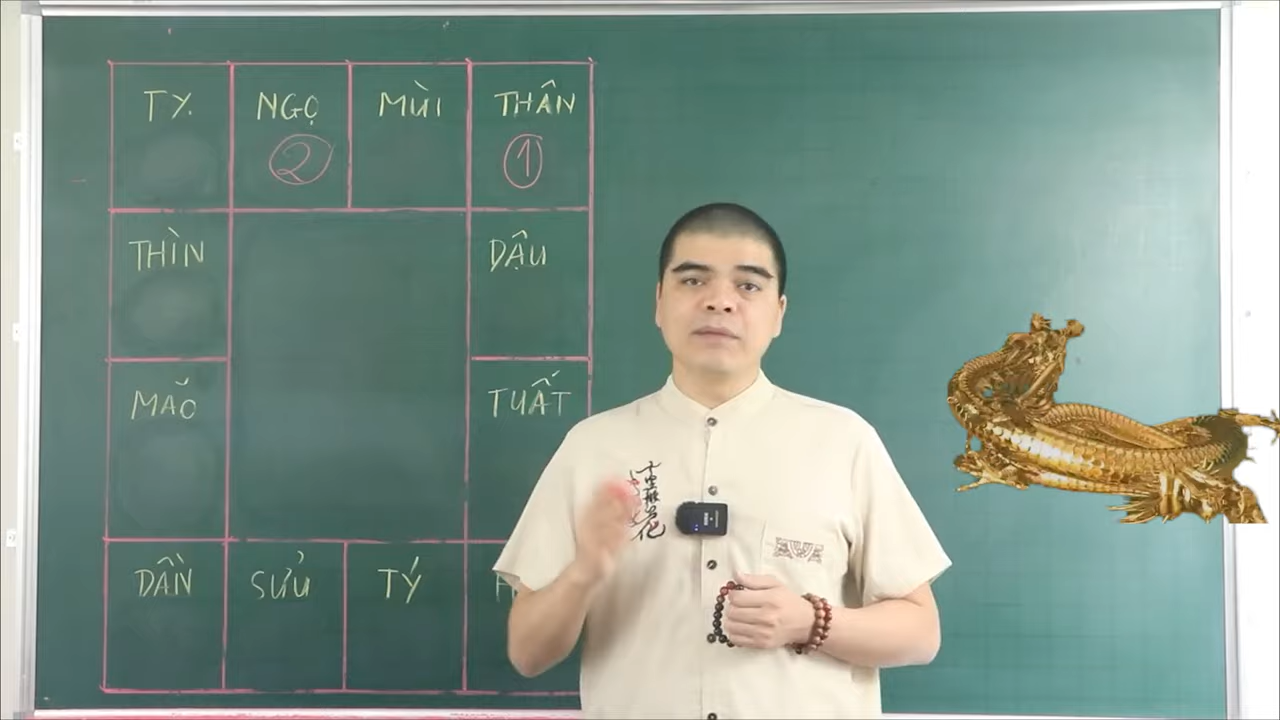 TỴ NGỌ MÙI THÂN
② ①
THÌN DẬU
MÃO TUẤT
DẦN SỬU TÝ